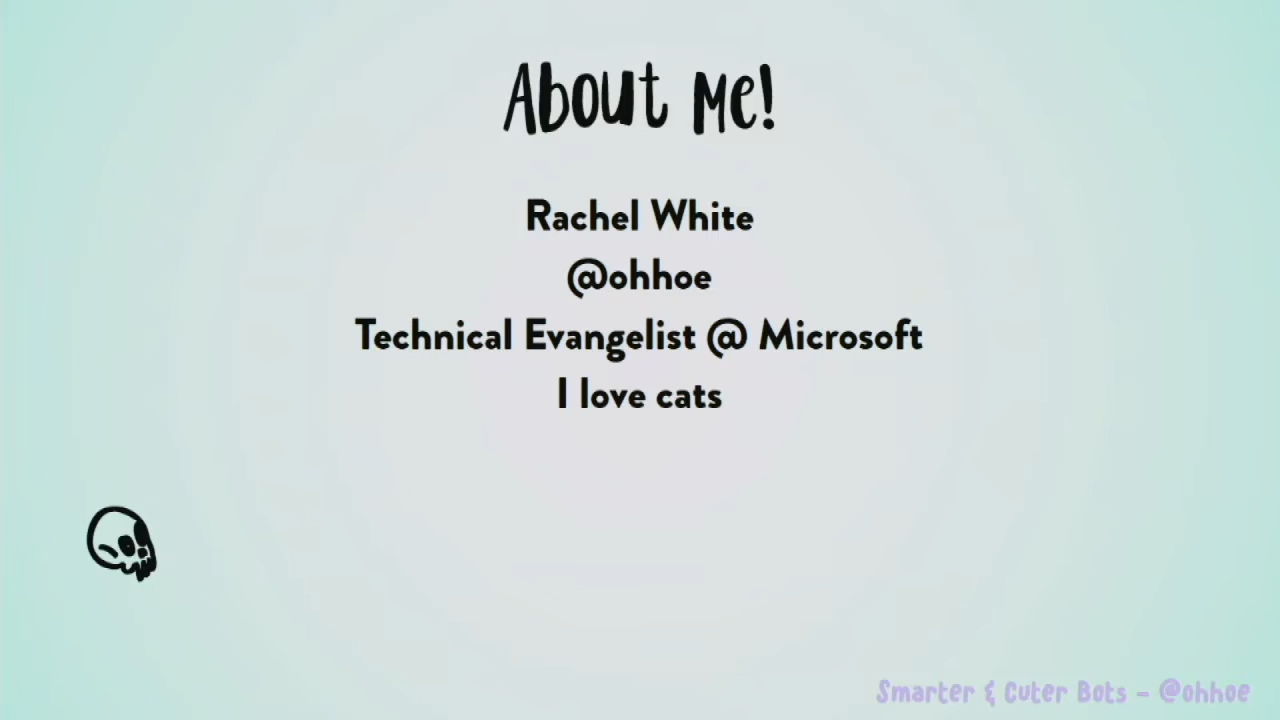 About me!
Rachel White
@ohhoe
Technical Evangelist @ Microsoft
I love cats
Smarter & Cuter Bots - @ohhoe